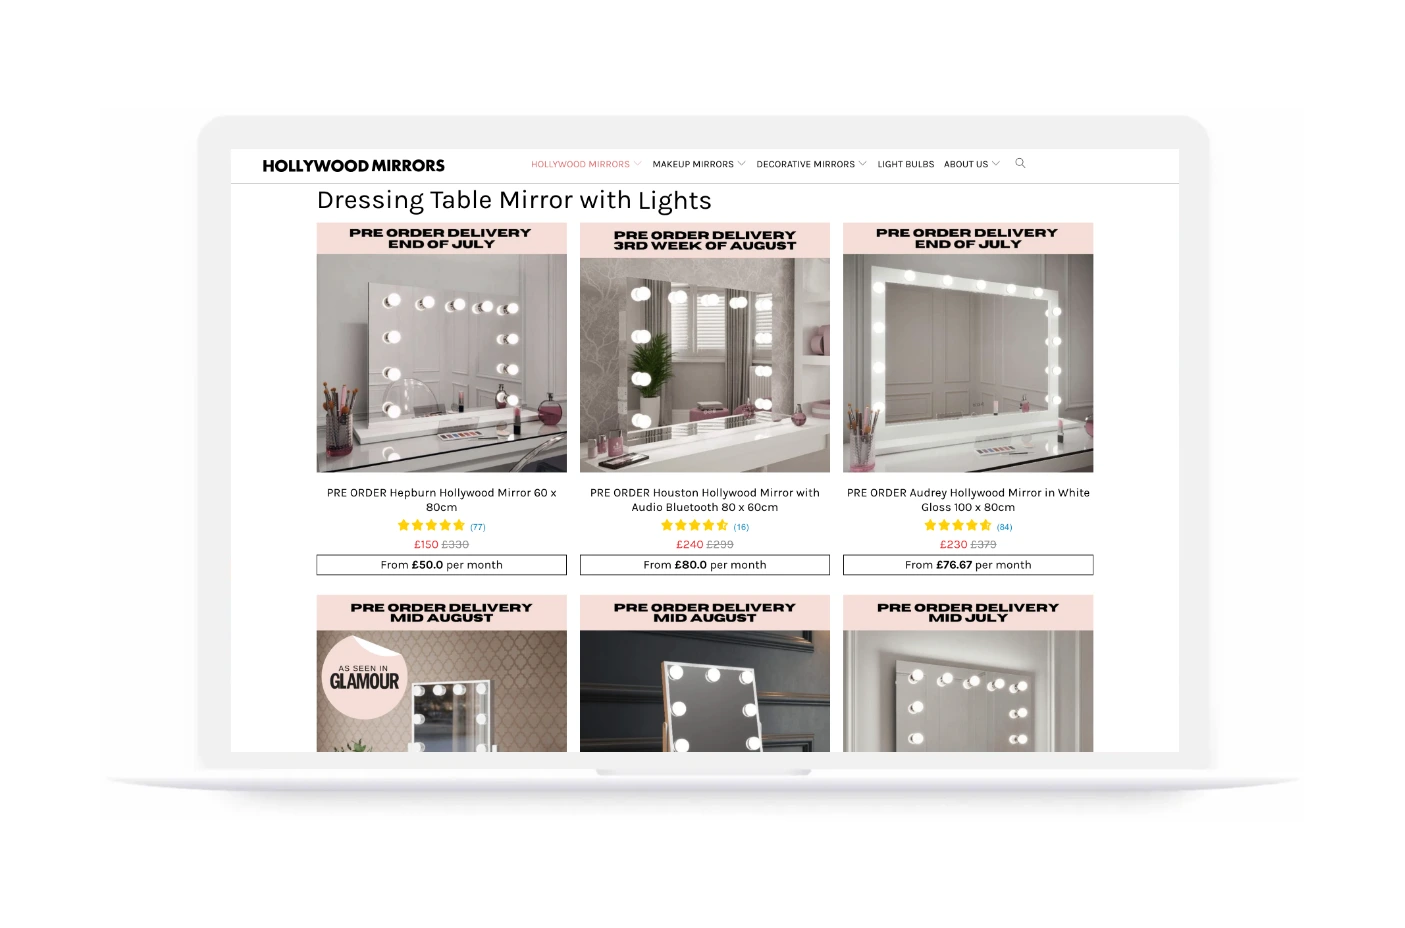 HOLLYWOOD MIRRORS
HOLLYWOOD MIRRORS MAKEUP MIRRORS DECORATIVE MIRRORS LIGHT BULBS ABOUT US
Dressing Table Mirror with Lights
PRE ORDER DELIVERY
END OF JULY
PRE ORDER Hepburn Hollywood Mirror 60 x
80cm
(77)
£150 £330
From £50.0 per month
PRE ORDER DELIVERY
3RD WEEK OF AUGUST
PRE ORDER Houston Hollywood Mirror with
Audio Bluetooth 80 x 60cm
(16)
£240 £299
From £80.0 per month
PRE ORDER DELIVERY
END OF JULY
PRE ORDER Audrey Hollywood Mirror in White
Gloss 100 x 80cm
(84)
£230 £379
From £76.67 per month
PRE ORDER DELIVERY
MID AUGUST
AS SEEN IN
GLAMOUR
PRE ORDER DELIVERY
MID AUGUST
PRE ORDER DELIVERY
MID JULY